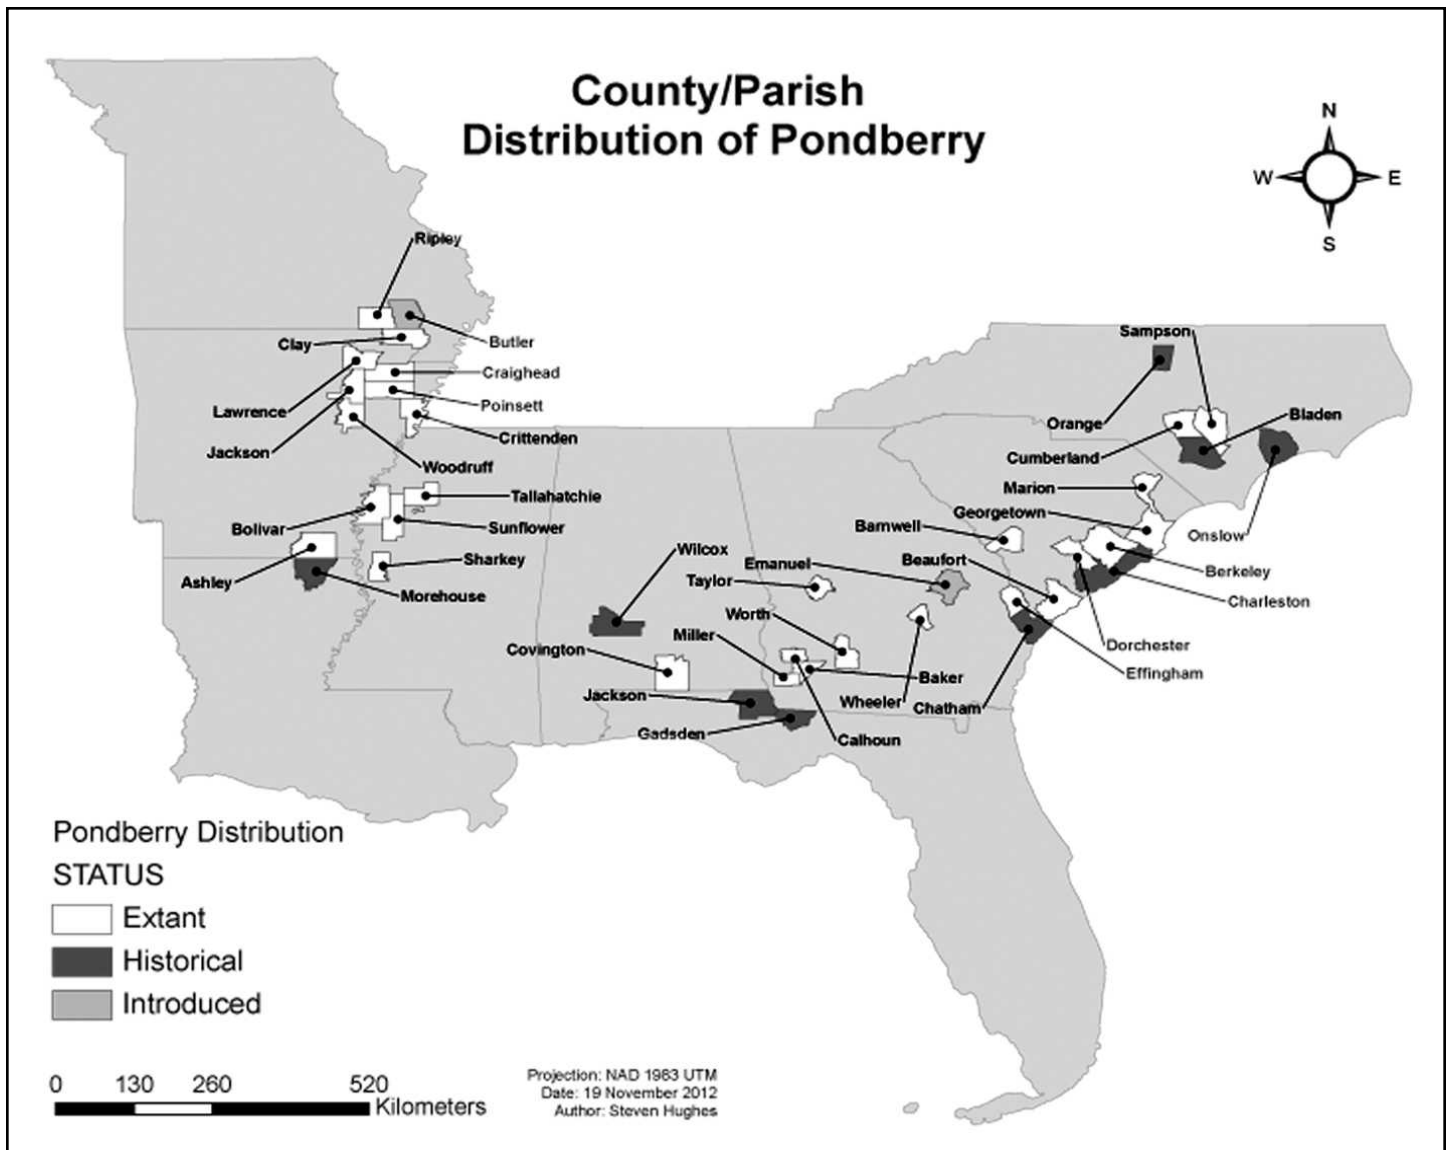 County/Parish
Distribution of Pondberry
N
W
E
S
Ripley
Butler
Clay
Craighead
Lawrence
Poinsett
Crittenden
Jackson
Woodruff
Tallahatchie
Bolivar
Sunflower
Sharkey
Ashley
Morehouse
Sampson
Orange
Bladen
Cumberland
Marion
Georgetown
Onslow
Barnwell
Berkeley
Charleston
Wilcox
Emanuel
Beaufort
Taylor
Worth
Dorchester
Miller
Effingham
Covington
Baker
Jackson
Wheeler
Chatham
Gadsden
Calhoun
Pondberry Distribution
STATUS
Extant
Historical
Introduced
0 130 260 520
Kilometers
Projection: NAD 1983 UTM
Date: 19 November 2012
Author: Steven Hughes